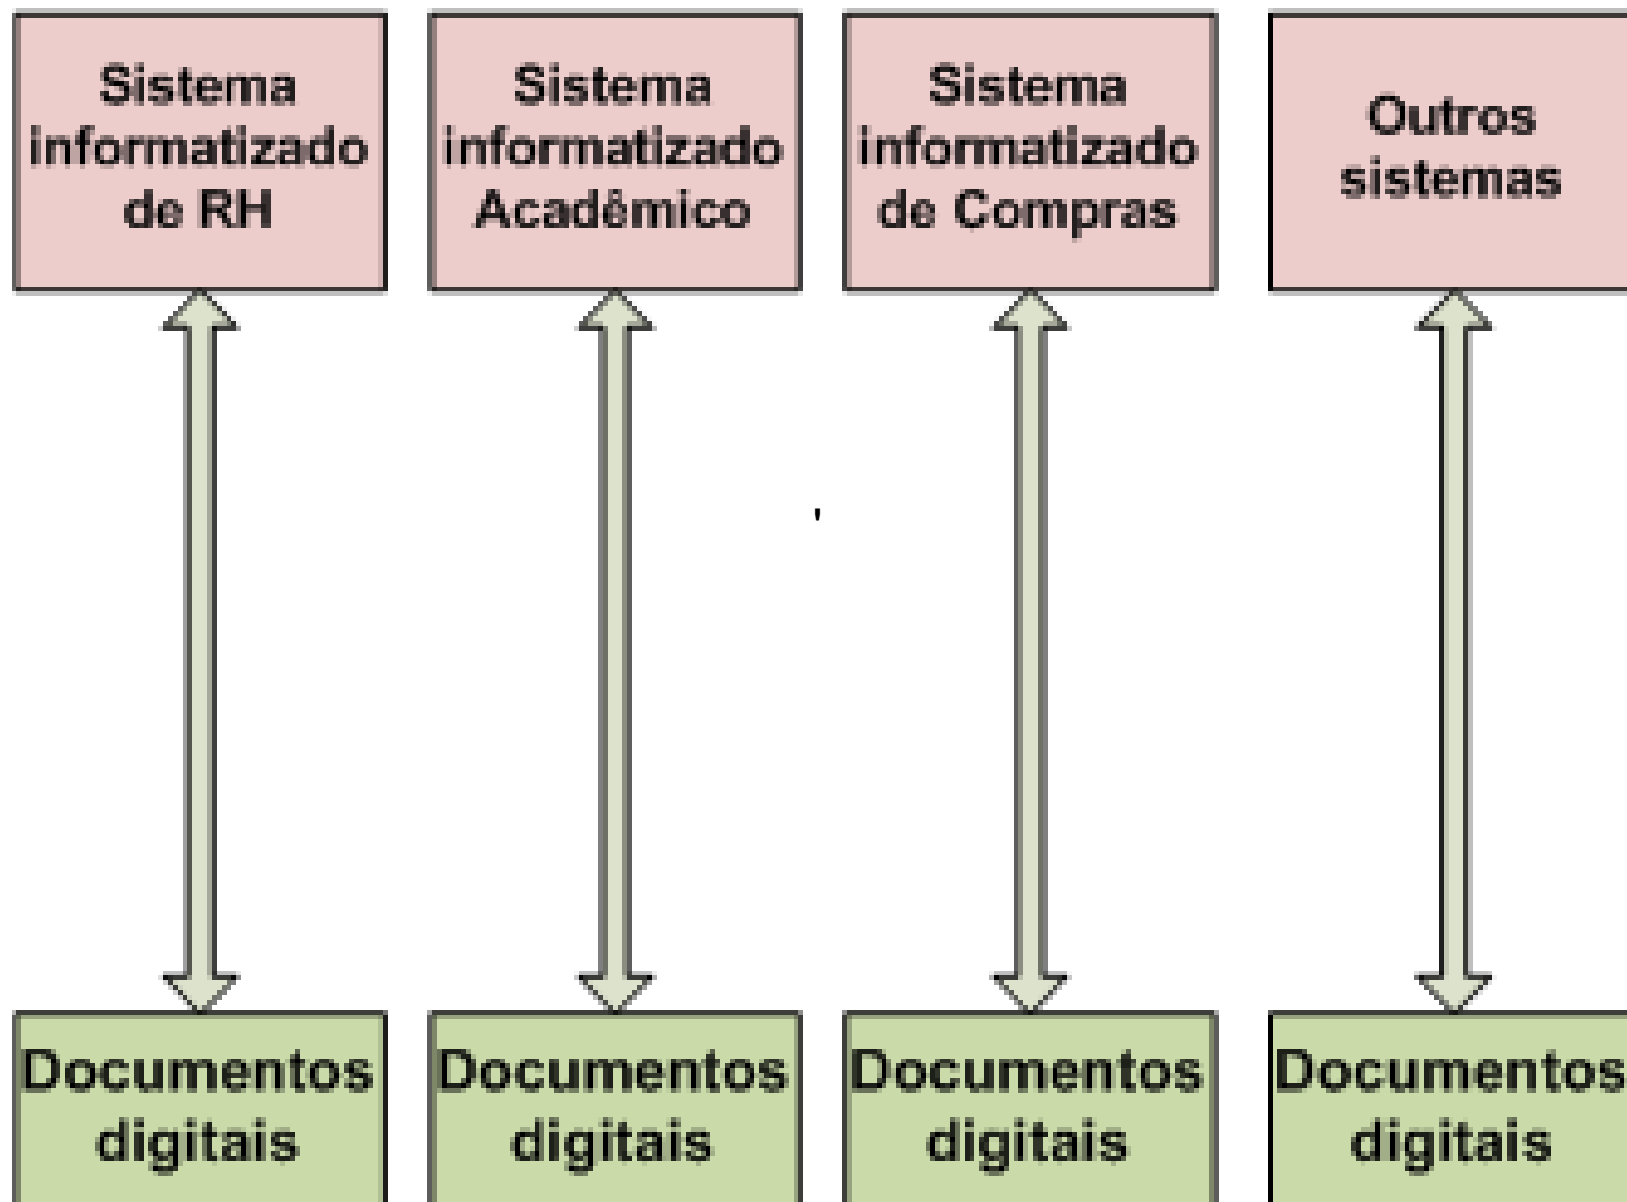 Sistema
informatizado
de RH
Sistema
informatizado
Acadêmico
Sistema
informatizado
de Compras
Outros
sistemas
'
Documentos
digitais
Documentos
digitais
Documentos
digitais
Documentos
digitais